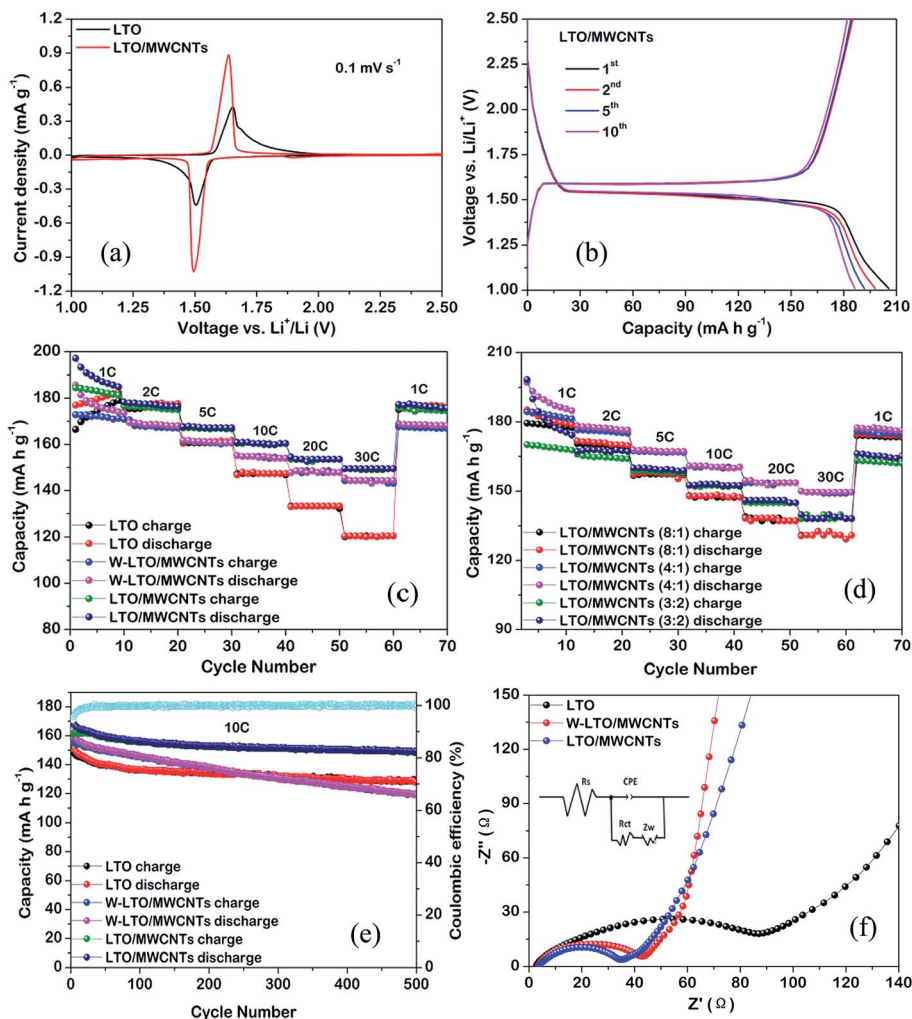 LTO
LTO/MWCNTs
0.1 mV s⁻¹
(a)
Current density (mA g⁻¹)
1.2
0.9
0.6
0.3
0.0
-0.3
-0.6
-0.9
-1.2
1.00 1.25 1.50 1.75 2.00 2.25 2.50
Voltage vs. Li⁺/Li (V)
LTO/MWCNTs
1st
2nd
5th
10th
(b)
Voltage vs. Li/Li⁺ (V)
2.50
2.25
2.00
1.75
1.50
1.25
1.00
0 30 60 90 120 150 180 210
Capacity (mA h g⁻¹)
1C 2C 5C 10C 20C 30C 1C
LTO charge
LTO discharge
W-LTO/MWCNTs charge
W-LTO/MWCNTs discharge
LTO/MWCNTs charge
LTO/MWCNTs discharge
(c)
Capacity (mA h g⁻¹)
200
180
160
140
120
100
80
0 10 20 30 40 50 60 70
Cycle Number
1C 2C 5C 10C 20C 30C 1C
LTO/MWCNTs (8:1) charge
LTO/MWCNTs (8:1) discharge
LTO/MWCNTs (4:1) charge
LTO/MWCNTs (4:1) discharge
LTO/MWCNTs (3:2) charge
LTO/MWCNTs (3:2) discharge
(d)
Capacity (mA h g⁻¹)
210
180
150
120
90
10 20 30 40 50 60 70
Cycle Number
10C
LTO charge
LTO discharge
W-LTO/MWCNTs charge
W-LTO/MWCNTs discharge
LTO/MWCNTs charge
LTO/MWCNTs discharge
(e)
Capacity (mA h g⁻¹)
180
160
140
120
100
80
60
40
20
0
Coulombic efficiency (%)
100
80
60
40
20
0
0 100 200 300 400 500
Cycle Number
LTO
W-LTO/MWCNTs
LTO/MWCNTs
Rs
CPE
Rct
Zw
(f)
-Z'' (Ω)
-150
-120
-90
-60
-30
0
0 20 40 60 80 100 120 140
Z' (Ω)